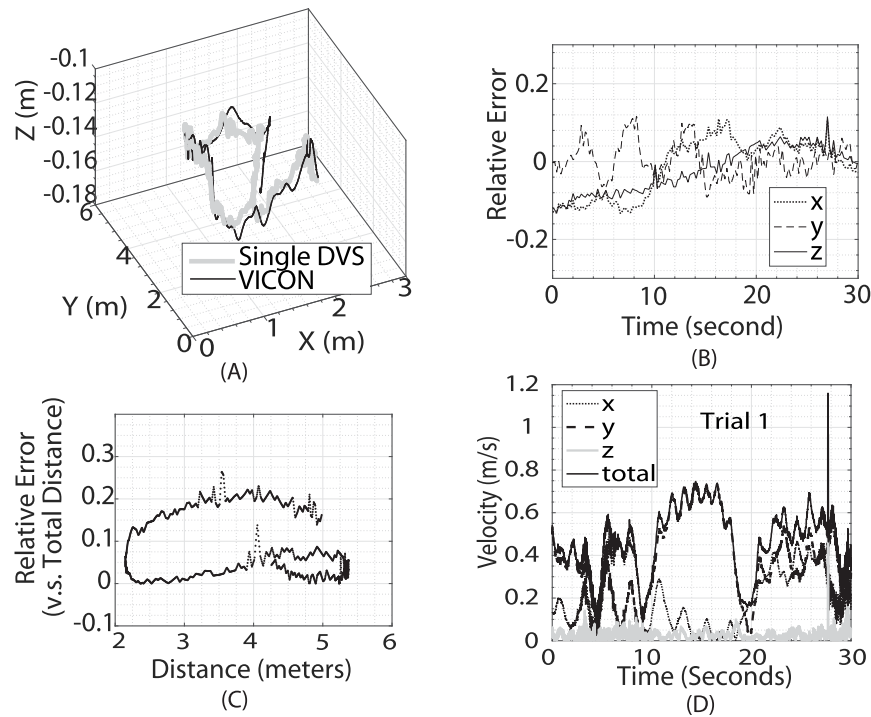 -0.1
-0.12
-0.14
-0.16
-0.18
Z (m)
6
4
2
0
Y (m)
0
1
2
3
X (m)
Single DVS
VICON
(A)
0.2
0
-0.2
Relative Error
x
y
z
0 10 20 30
Time (second)
(B)
0.3
0.2
0.1
0
-0.1
Relative Error
(v.s. Total Distance)
2 3 4 5 6
Distance (meters)
(C)
1.2
1
0.8
0.6
0.4
0.2
0
Velocity (m/s)
x
y
z
total
Trial 1
0 10 20 30
Time (Seconds)
(D)